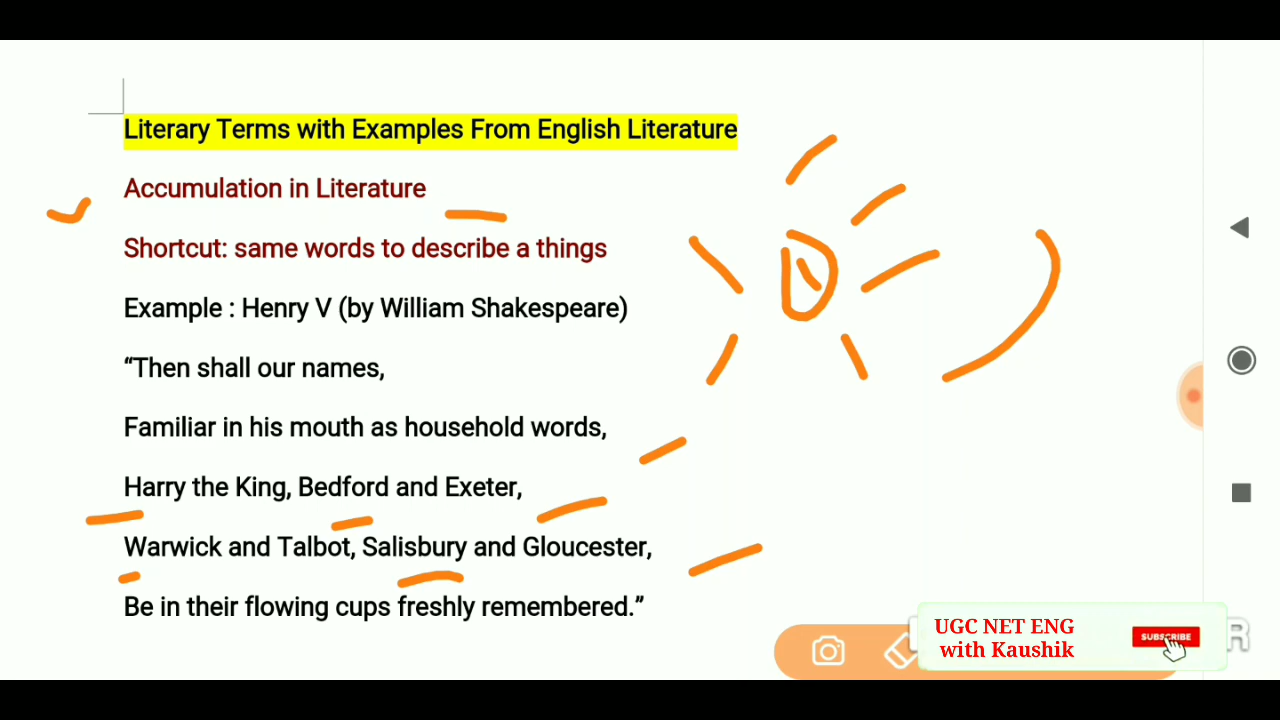 Literary Terms with Examples From English Literature
Accumulation in Literature
Shortcut: same words to describe a things
Example : Henry V (by William Shakespeare)
“Then shall our names,
Familiar in his mouth as household words,
Harry the King, Bedford and Exeter,
Warwick and Talbot, Salisbury and Gloucester,
Be in their flowing cups freshly remembered.”
UGC NET ENG
with Kaushik
SUBSCRIBE